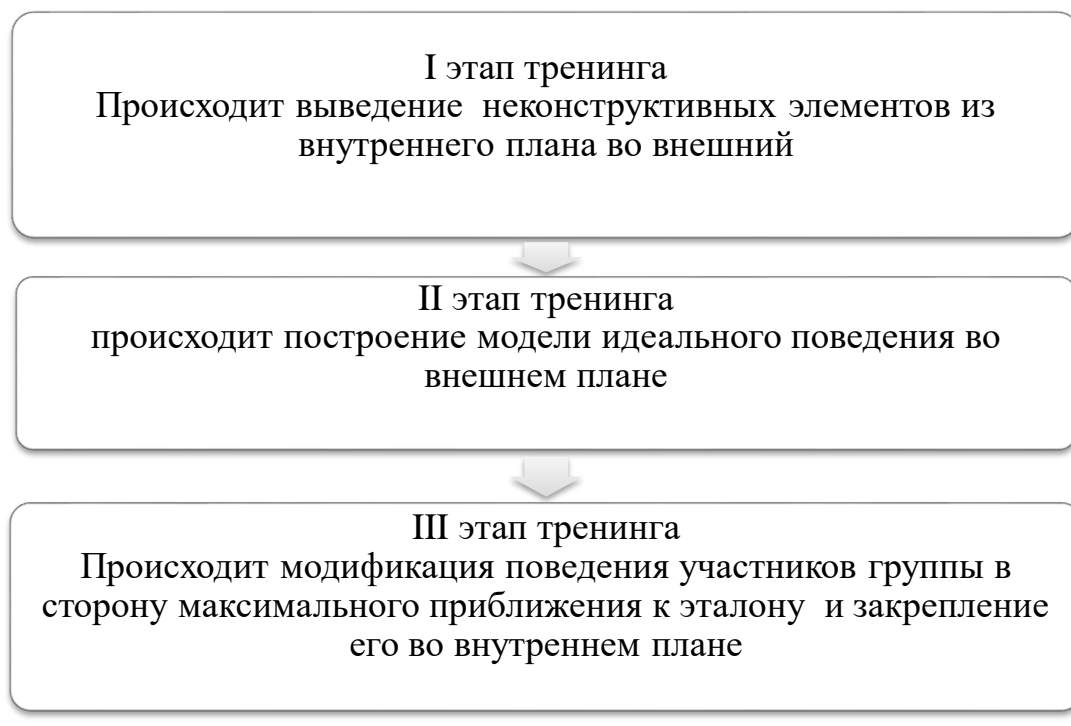 I этап тренинга
Происходит выведение неконструктивных элементов из
внутреннего плана во внешний
II этап тренинга
происходит построение модели идеального поведения во
внешнем плане
III этап тренинга
Происходит модификация поведения участников группы в
сторону максимального приближения к эталону и закрепление
его во внутреннем плане